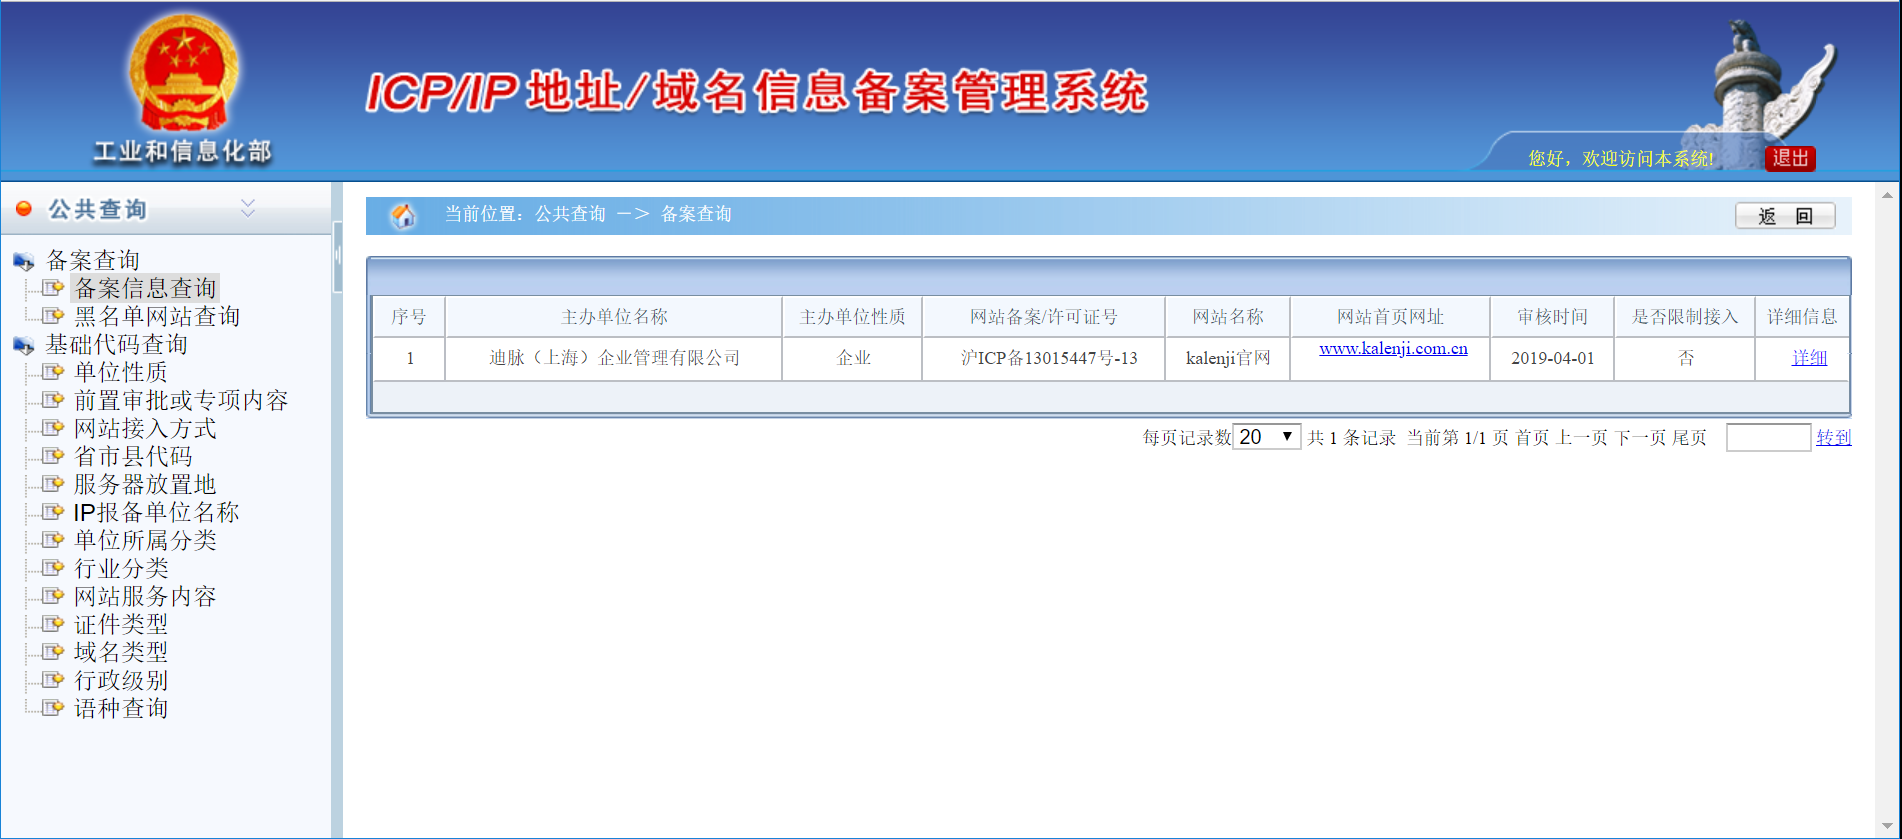 工业和信息化部
ICP/IP 地址/域名信息备案管理系统
您好，欢迎访问本系统!
退出
公共查询
备案查询
备案信息查询
黑名单网站查询
基础代码查询
单位性质
前置审批或专项内容
网站接入方式
省市县代码
服务器放置地
IP报备单位名称
单位所属分类
行业分类
网站服务内容
证件类型
域名类型
行政级别
语种查询
当前位置：公共查询 －＞ 备案查询
返 回
序号 主办单位名称 主办单位性质 网站备案/许可证号 网站名称 网站首页网址 审核时间 是否限制接入 详细信息
1 迪脉（上海）企业管理有限公司 企业 沪ICP备13015447号-13 kalenji官网 www.kalenji.com.cn 2019-04-01 否 详细
每页记录数 20 共 1 条记录 当前第 1/1 页 首页 上一页 下一页 尾页 转到